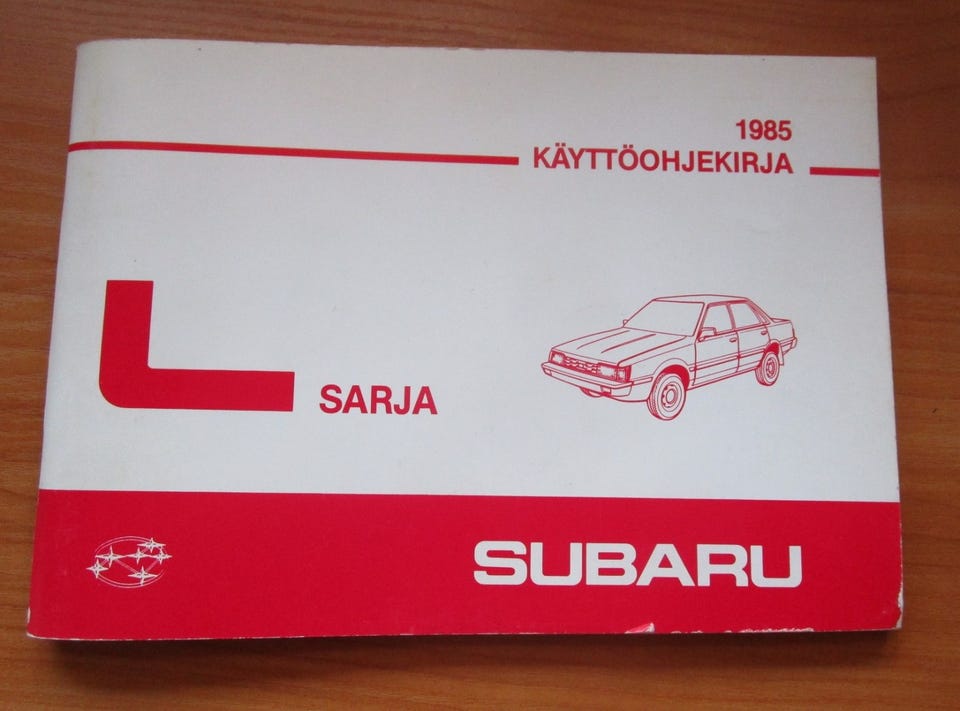 1985
KÄYTTÖOHJEKIRJA
L SARJA
SUBARU